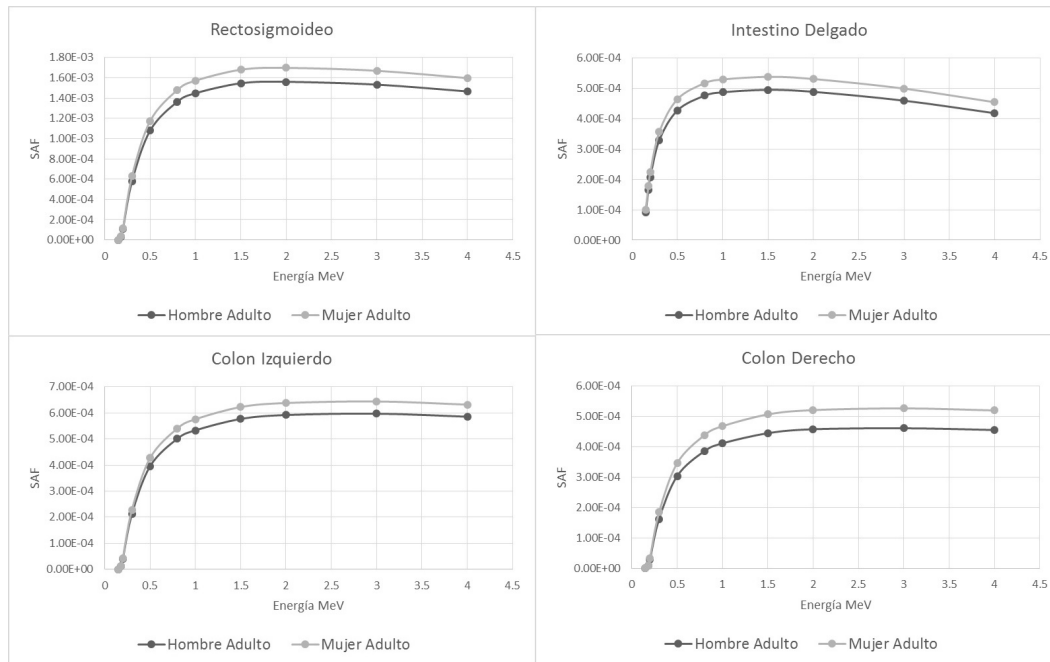 Rectosigmoideo
1.80E-03
1.60E-03
1.40E-03
1.20E-03
1.00E-03
8.00E-04
6.00E-04
4.00E-04
2.00E-04
0.00E+00
SAF
0 0.5 1 1.5 2 2.5 3 3.5 4 4.5
Energía MeV
Hombre Adulto Mujer Adulto
Intestino Delgado
6.00E-04
5.00E-04
4.00E-04
3.00E-04
2.00E-04
1.00E-04
0.00E+00
SAF
0 0.5 1 1.5 2 2.5 3 3.5 4 4.5
Energía MeV
Hombre Adulto Mujer Adulto
Colon Izquierdo
7.00E-04
6.00E-04
5.00E-04
4.00E-04
3.00E-04
2.00E-04
1.00E-04
0.00E+00
SAF
0 0.5 1 1.5 2 2.5 3 3.5 4 4.5
Energía MeV
Hombre Adulto Mujer Adulto
Colon Derecho
6.00E-04
5.00E-04
4.00E-04
3.00E-04
2.00E-04
1.00E-04
0.00E+00
SAF
0 0.5 1 1.5 2 2.5 3 3.5 4 4.5
Energía MeV
Hombre Adulto Mujer Adulto